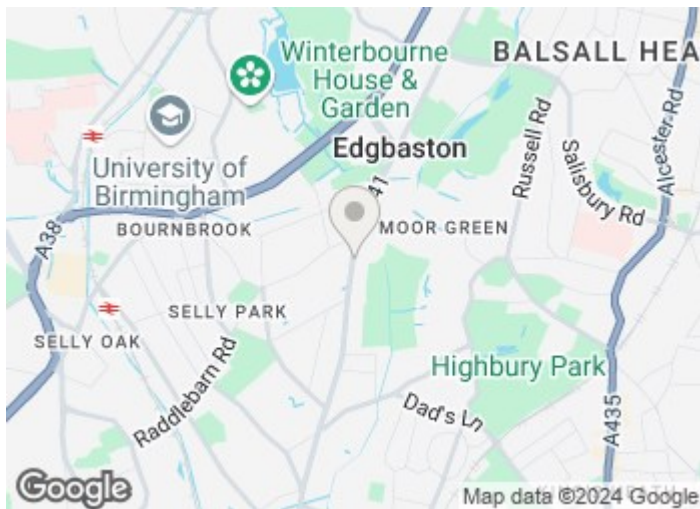 Winterbourne
House &
Garden
BALSALL HEA
Russell Rd
Alcester Rd
Salisbury Rd
Edgbaston
University of
Birmingham
41
A38
BOURNBROOK
MOOR GREEN
SELLY PARK
SELLY OAK
Raddlebarn Rd
Highbury Park
Dad's Ln
A435
Google
Map data ©2024 Google